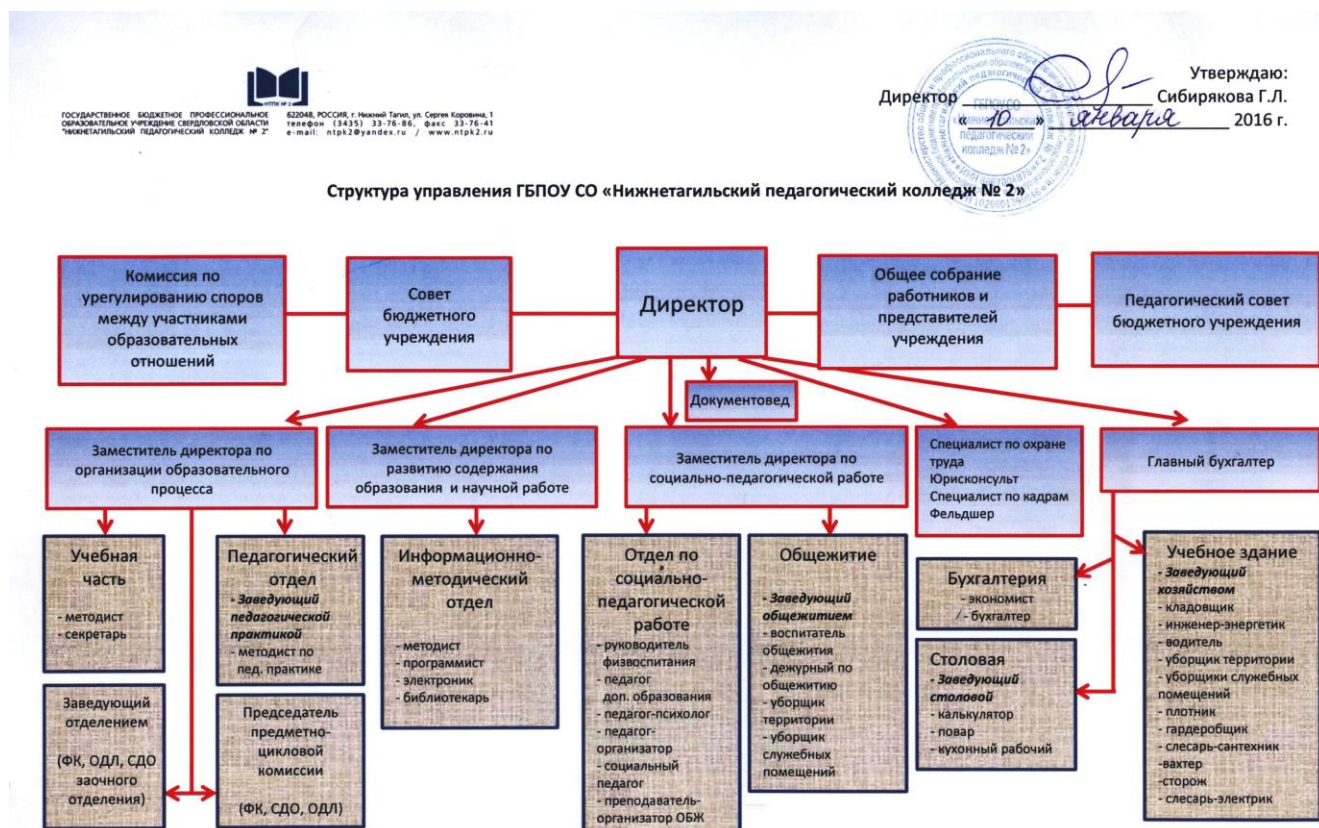 НТПК № 2
ГОСУДАРСТВЕННОЕ БЮДЖЕТНОЕ ПРОФЕССИОНАЛЬНОЕ
ОБРАЗОВАТЕЛЬНОЕ УЧРЕЖДЕНИЕ СВЕРДЛОВСКОЙ ОБЛАСТИ
"НИЖНЕТАГИЛЬСКИЙ ПЕДАГОГИЧЕСКИЙ КОЛЛЕДЖ № 2"
622048, РОССИЯ, г. Нижний Тагил, ул. Сергея Коровина, 1
телефон (3435) 33-76-86, факс 33-76-41
e-mail: ntpk2@yandex.ru / www.ntpk2.ru
Утверждаю:
Директор Сибирякова Г.Л.
«10» января 2016 г.
ГБПОУ СО
«Нижнетагильский
педагогический
колледж № 2»
Структура управления ГБПОУ СО «Нижнетагильский педагогический колледж № 2»
Комиссия по
урегулированию споров
между участниками
образовательных
отношений
Совет
бюджетного
учреждения
Директор
Общее собрание
работников и
представителей
учреждения
Педагогический совет
бюджетного учреждения
Документовед
Заместитель директора по
организации образовательного
процесса
Заместитель директора по
развитию содержания
образования и научной работе
Заместитель директора по
социально-педагогической работе
Специалист по охране
труда
Юрисконсульт
Специалист по кадрам
Фельдшер
Главный бухгалтер
Учебная
часть
- методист
- секретарь
Педагогический
отдел
- Заведующий
педагогической
практикой
- методист по
пед. практике
Информационно-
методический
отдел
- методист
- программист
- электроник
- библиотекарь
Отдел по
социально-
педагогической
работе
- руководитель
физвоспитания
- педагог
доп. образования
- педагог-психолог
- педагог-
организатор
- социальный
педагог
- преподаватель-
организатор ОБЖ
Общежитие
- Заведующий
общежитием
- воспитатель
общежития
- дежурный по
общежитию
- уборщик
территории
- уборщик
служебных
помещений
Бухгалтерия
- экономист
/ - бухгалтер
Столовая
- Заведующий
столовой
- калькулятор
- повар
- кухонный рабочий
Учебное здание
- Заведующий
хозяйством
- кладовщик
- инженер-энергетик
- водитель
- уборщик территории
- уборщики служебных
помещений
- плотник
- гардеробщик
- слесарь-сантехник
-вахтер
-сторож
- слесарь-электрик
Заведующий
отделением
(ФК, ОДЛ, СДО
заочного
отделения)
Председатель
предметно-
цикловой
комиссии
(ФК, СДО, ОДЛ)